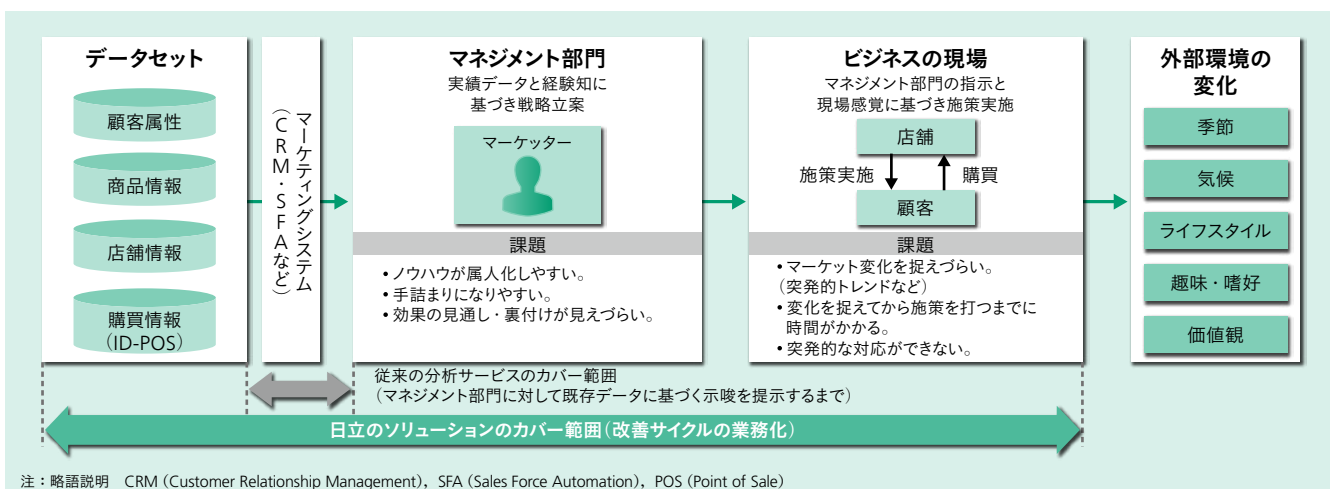 データセット
顧客属性
商品情報
店舗情報
購買情報
(ID-POS)
マーケティングシステム
(CRM・SFAなど)
マネジメント部門
実績データと経験知に
基づき戦略立案
マーケッター
課題
・ノウハウが属人化しやすい。
・手詰まりになりやすい。
・効果の見通し・裏付けが見えづらい。
ビジネスの現場
マネジメント部門の指示と
現場感覚に基づき施策実施
店舗
施策実施
購買
顧客
課題
・マーケット変化を捉えづらい。
(突発的トレンドなど)
・変化を捉えてから施策を打つまでに
時間がかかる。
・突発的な対応ができない。
外部環境の
変化
季節
気候
ライフスタイル
趣味・嗜好
価値観
従来の分析サービスのカバー範囲
(マネジメント部門に対して既存データに基づく示唆を提示するまで)
日立のソリューションのカバー範囲(改善サイクルの業務化)
注:略語説明 CRM (Customer Relationship Management), SFA (Sales Force Automation), POS (Point of Sale)